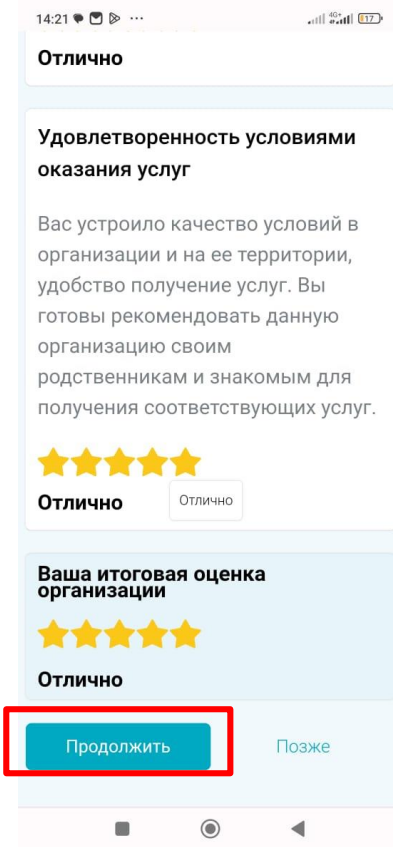 14:21
4G+
17
Отлично
Удовлетворенность условиями
оказания услуг
Вас устроило качество условий в
организации и на ее территории,
удобство получение услуг. Вы
готовы рекомендовать данную
организацию своим
родственникам и знакомым для
получения соответствующих услуг.
Отлично
Отлично
Ваша итоговая оценка
организации
Отлично
Продолжить
Позже